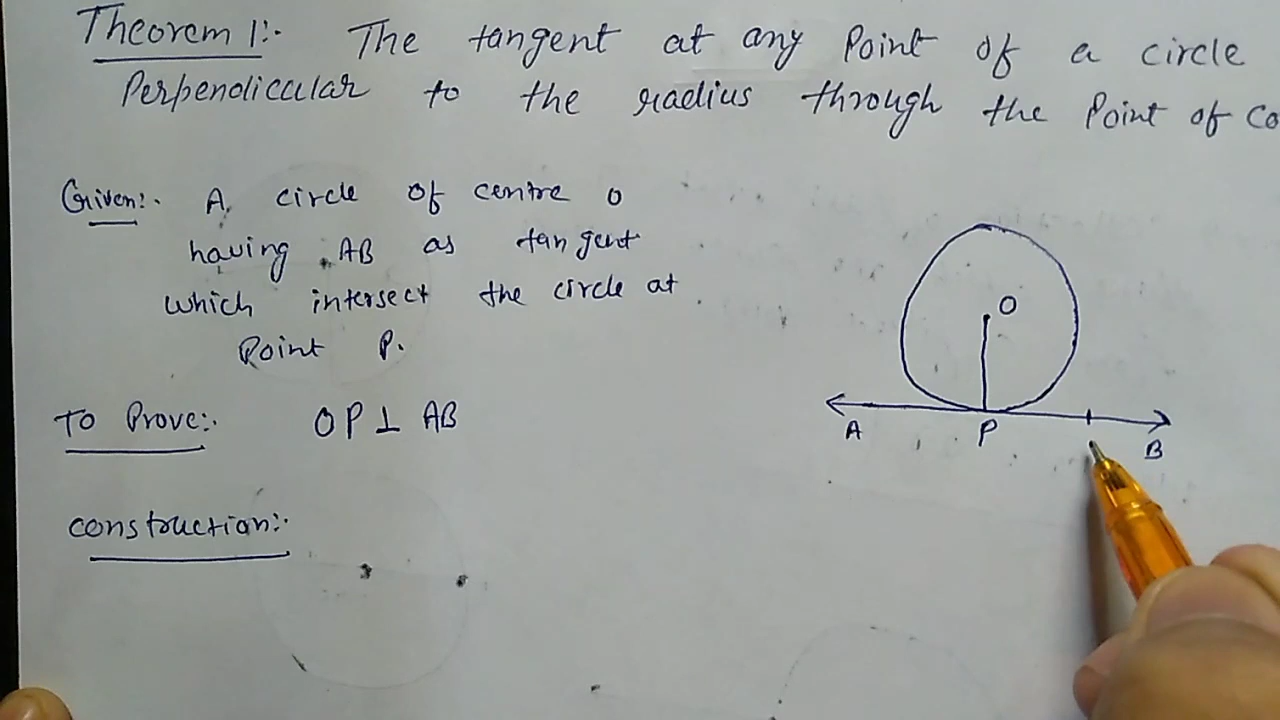 Theorem 1:- The tangent at any Point of a circle
Perpendicular to the radius through the Point of Co
Given:- A circle of centre O
having AB as tangent
which intersect the circle at
Point P.
To Prove:- OP⊥ AB
construction:-
O
A
P
B